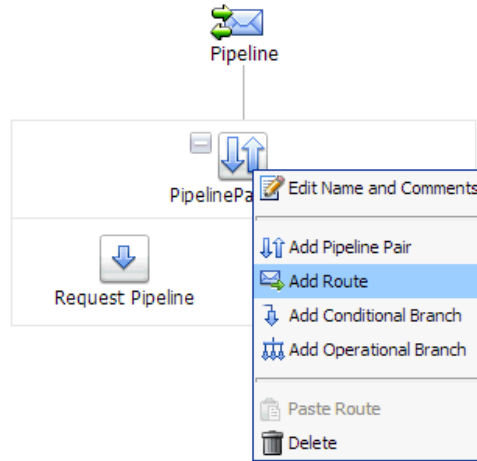 Pipeline
PipelinePa
Edit Name and Comments
Add Pipeline Pair
Add Route
Request Pipeline
Add Conditional Branch
Add Operational Branch
Paste Route
Delete